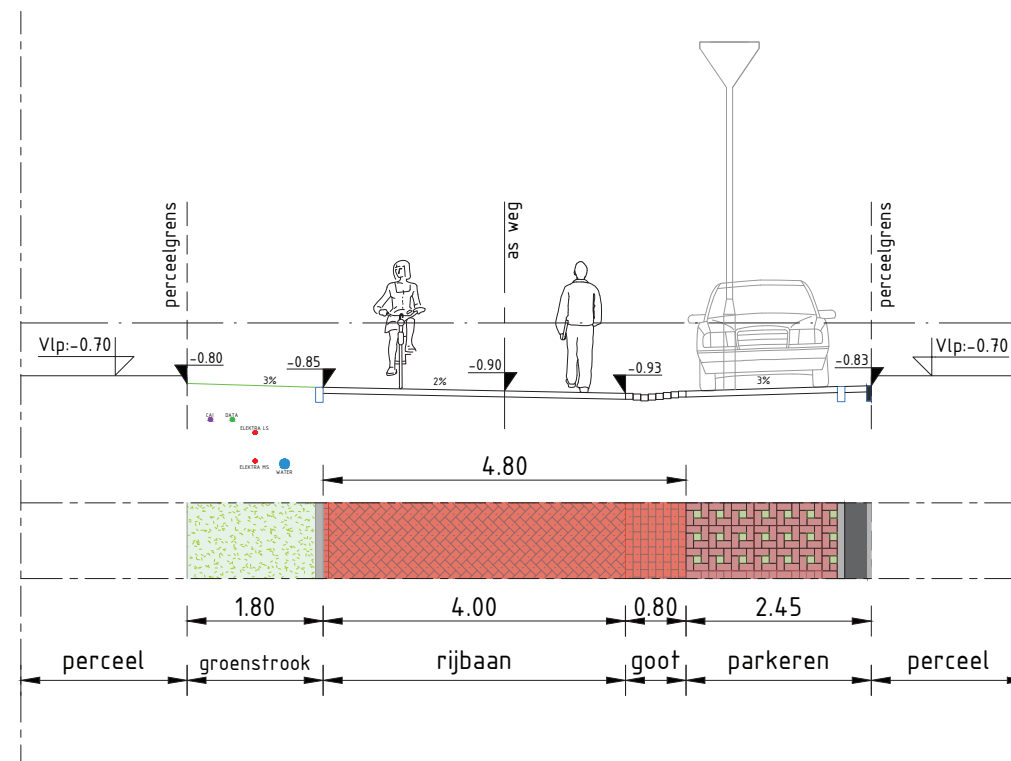 perceelgrens
as weg
perceelgrens
Vlp:-0.70
-0.80
-0.85
-0.90
-0.93
-0.83
Vlp:-0.70
3%
2%
3%
CAI
DATA
ELEKTRA LS
ELEKTRA MS
WATER
4.80
1.80
4.00
0.80
2.45
perceel
groenstrook
rijbaan
goot
parkeren
perceel